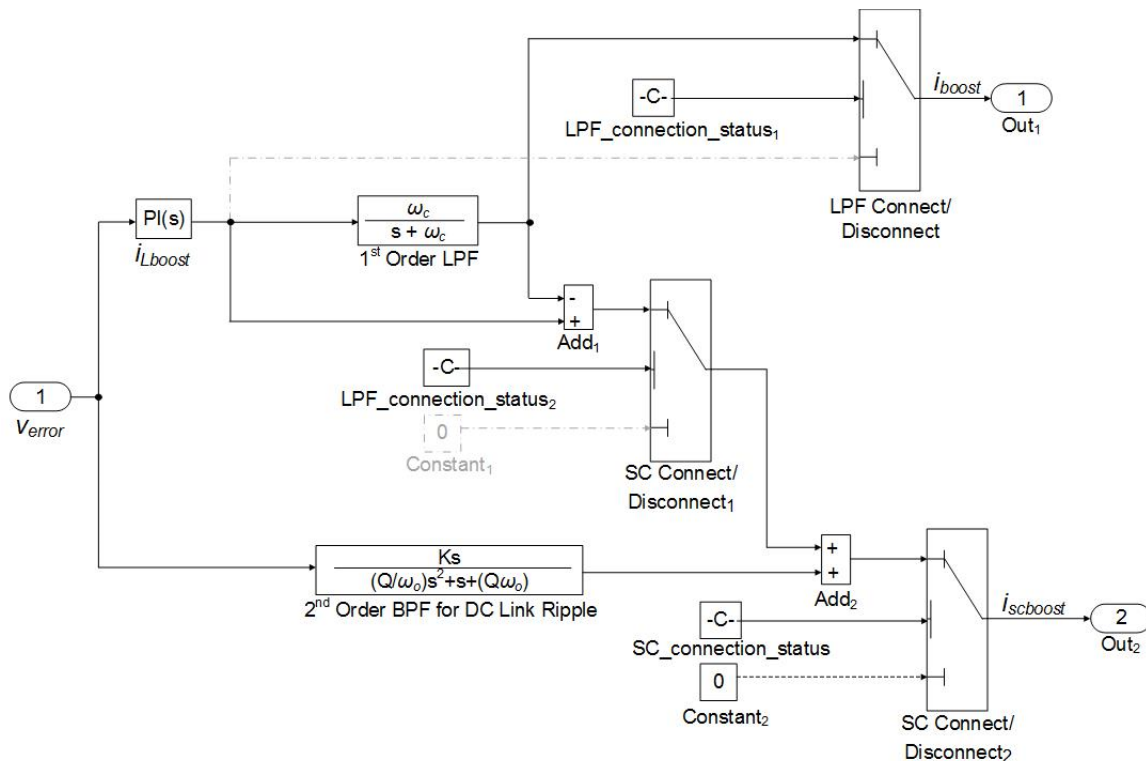 -C-
LPF_connection_status₁
i_boost
1
Out₁
LPF Connect/
Disconnect
PI(s)
i_Lboost
ω_c
s + ω_c
1st Order LPF
-
+
Add₁
-C-
LPF_connection_status₂
0
Constant₁
SC Connect/
Disconnect₁
1
v_error
Ks
(Q/ω_o)s²+s+(Qω_o)
2nd Order BPF for DC Link Ripple
+
+
Add₂
-C-
SC_connection_status
0
Constant₂
i_scboost
2
Out₂
SC Connect/
Disconnect₂